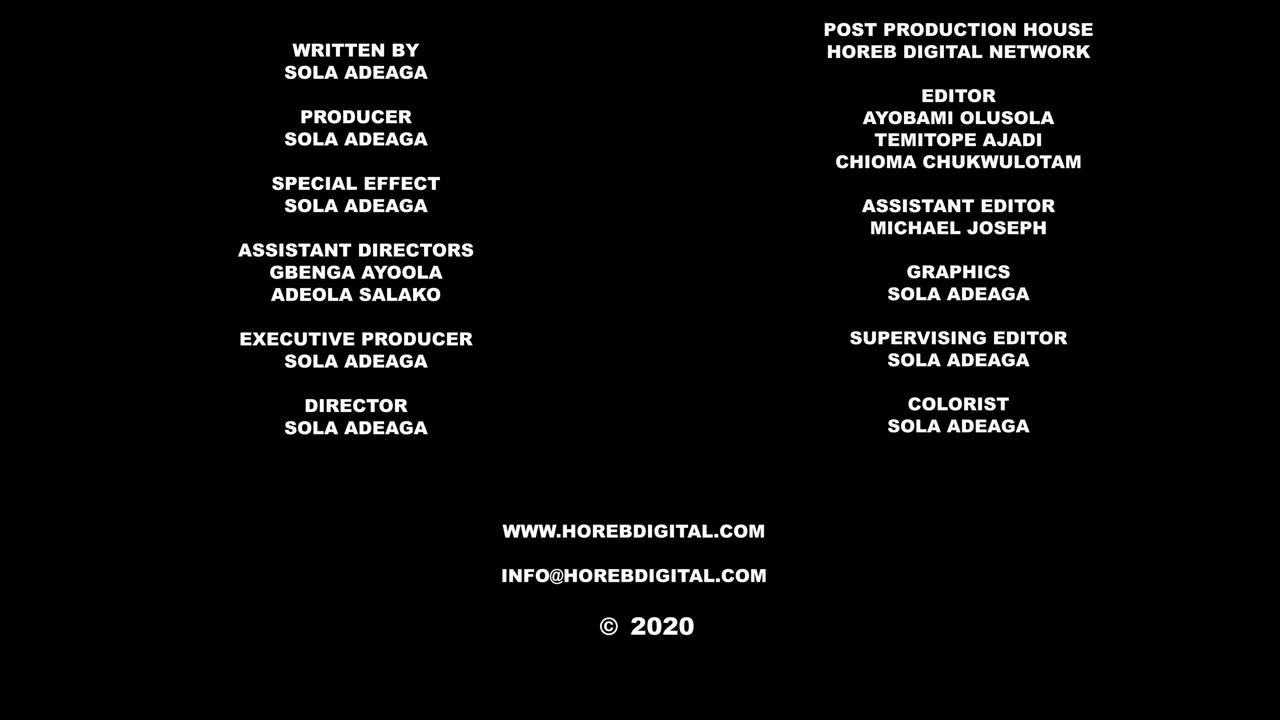 WRITTEN BY
SOLA ADEAGA
PRODUCER
SOLA ADEAGA
SPECIAL EFFECT
SOLA ADEAGA
ASSISTANT DIRECTORS
GBENGA AYOOLA
ADEOLA SALAKO
EXECUTIVE PRODUCER
SOLA ADEAGA
DIRECTOR
SOLA ADEAGA
POST PRODUCTION HOUSE
HOREB DIGITAL NETWORK
EDITOR
AYOBAMI OLUSOLA
TEMITOPE AJADI
CHIOMA CHUKWULOTAM
ASSISTANT EDITOR
MICHAEL JOSEPH
GRAPHICS
SOLA ADEAGA
SUPERVISING EDITOR
SOLA ADEAGA
COLORIST
SOLA ADEAGA
WWW.HOREBDIGITAL.COM
INFO@HOREBDIGITAL.COM
© 2020